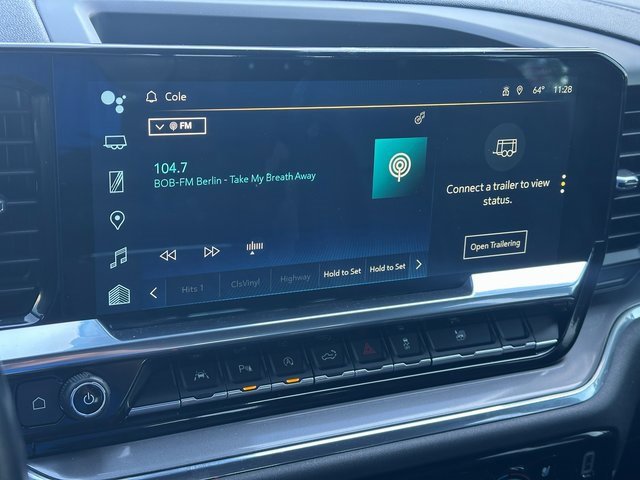 Cole
64° 11:28
FM
104.7
BOB-FM Berlin - Take My Breath Away
Connect a trailer to view
status.
Open Trailering
Hits 1 ClsVinyl Highway Hold to Set Hold to Set